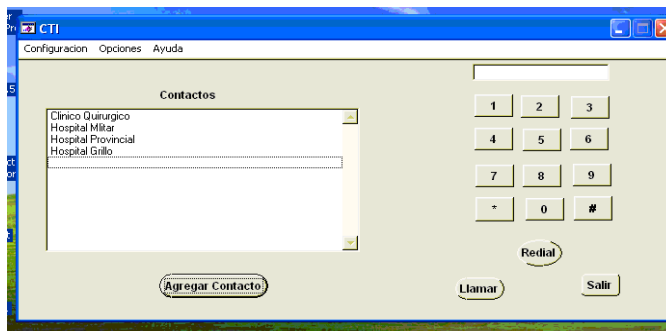 CTI
Configuracion Opciones Ayuda
Contactos
Clinico Quirurgico
Hospital Militar
Hospital Provincial
Hospital Grillo
Agregar Contacto
1 2 3
4 5 6
7 8 9
* 0 #
Redial
Llamar
Salir